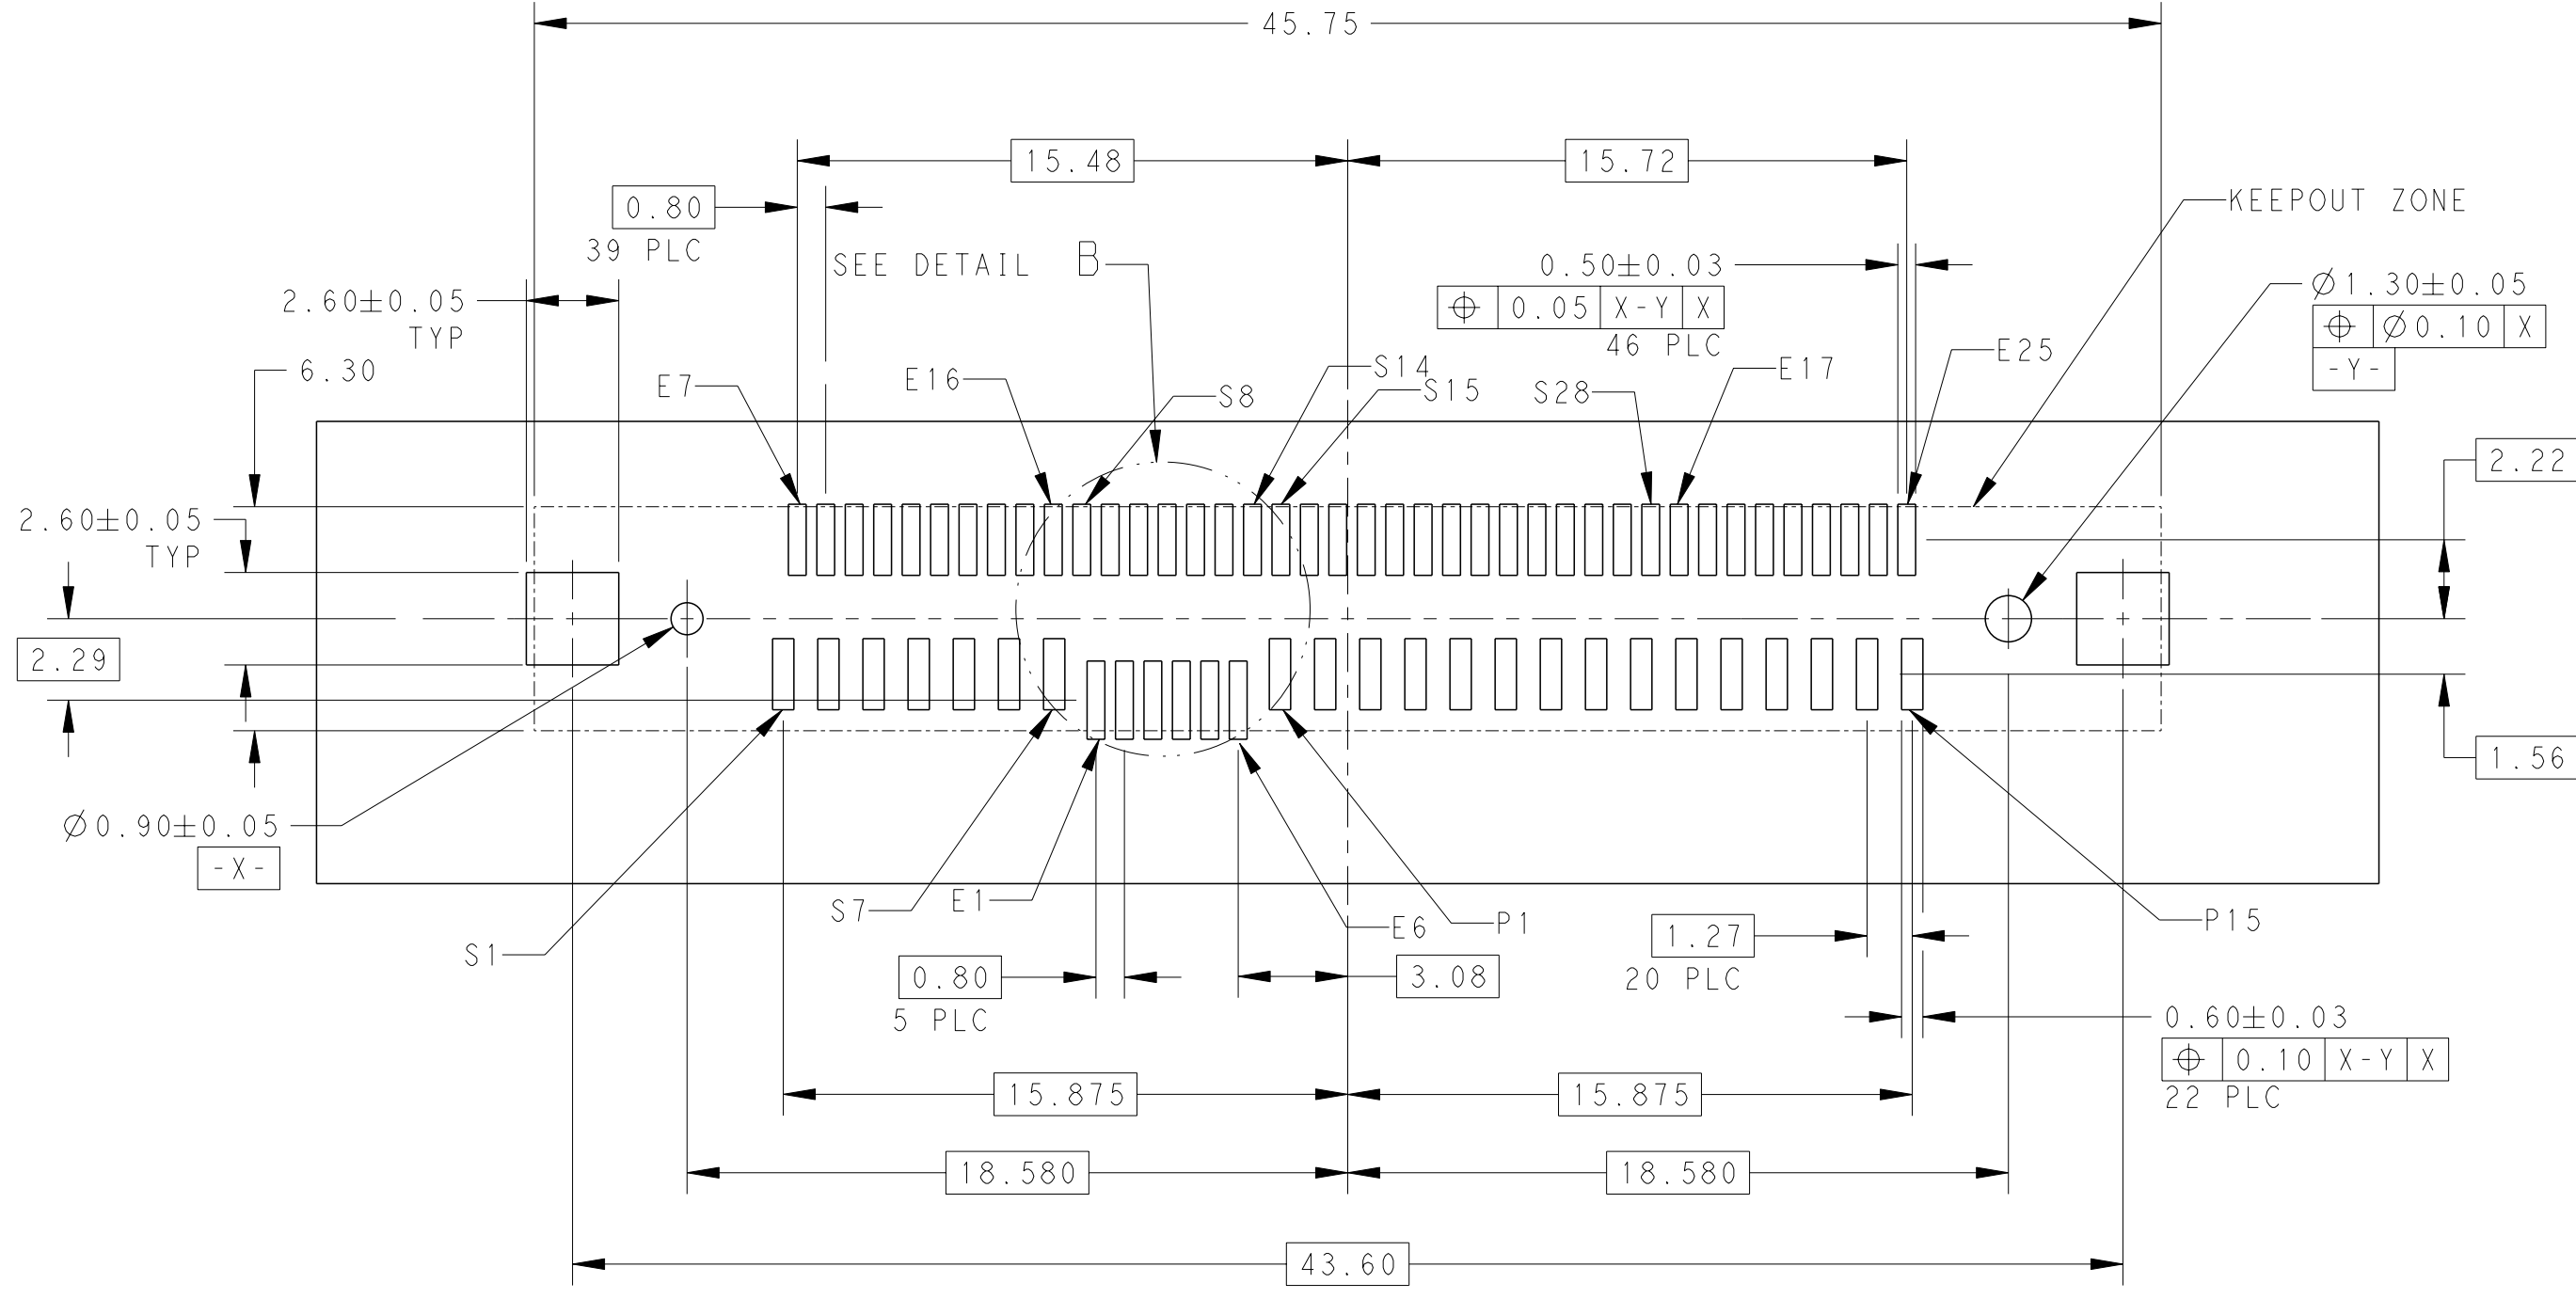 45.75
15.48
15.72
0.80
39 PLC
KEEPOUT ZONE
SEE DETAIL B
0.50±0.03
⌖ 0.05 X-Y X
46 PLC
Ø1.30±0.05
⌖ Ø0.10 X
-Y-
2.60±0.05
TYP
6.30
E7
E16
S8
S14
S15
S28
E17
E25
2.22
2.60±0.05
TYP
2.29
1.56
Ø0.90±0.05
-X-
S1
S7
E1
E6
P1
P15
1.27
20 PLC
0.80
5 PLC
3.08
0.60±0.03
⌖ 0.10 X-Y X
22 PLC
15.875
15.875
18.580
18.580
43.60